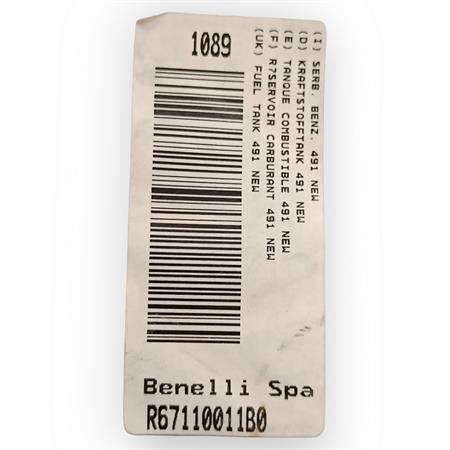 1089
(I) SERB. BENZ. 491 NEW
(D) KRAFTSTOFFTANK 491 NEW
(E) TANQUE COMBUSTIBLE 491 NEW
(F) R?SERVOIR CARBURANT 491 NEW
(UK) FUEL TANK 491 NEW
Benelli Spa
R67110011B0